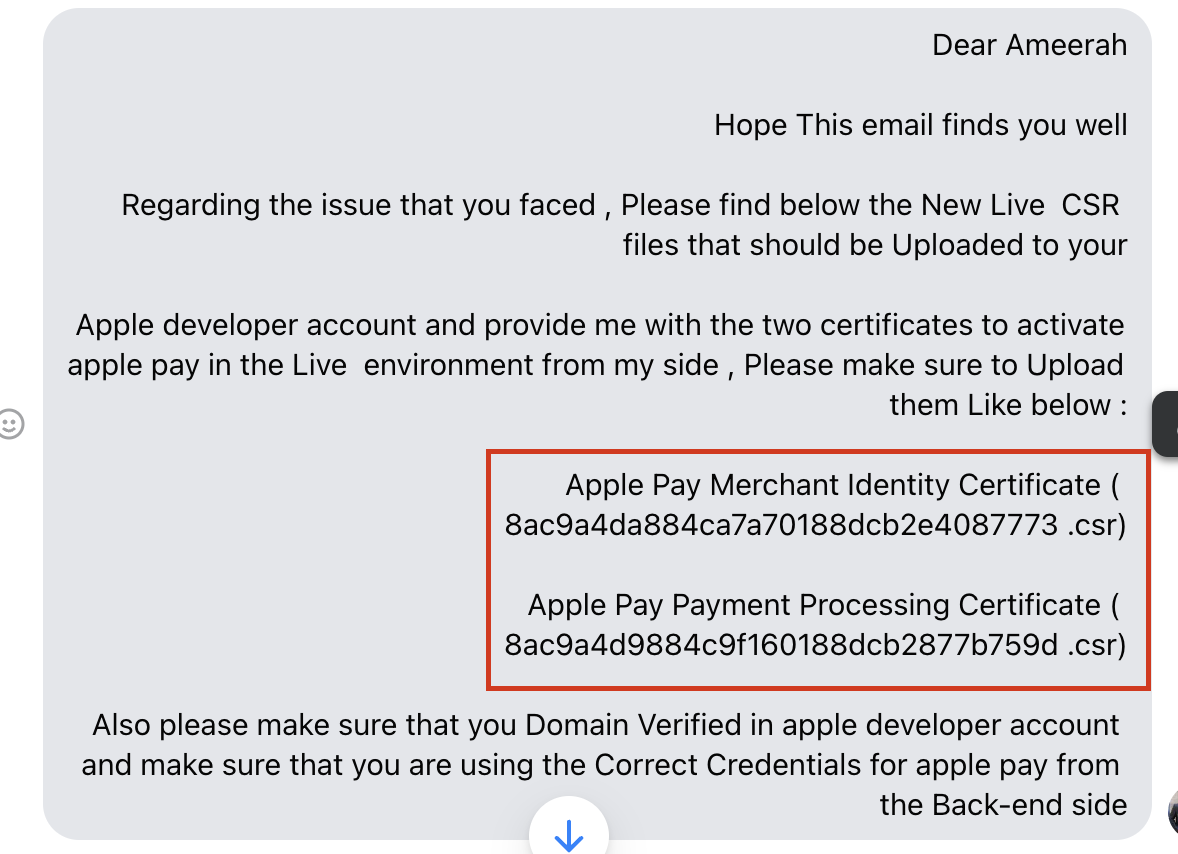 Dear Ameerah
Hope This email finds you well
Regarding the issue that you faced , Please find below the New Live  CSR
files that should be Uploaded to your
Apple developer account and provide me with the two certificates to activate
apple pay in the Live  environment from my side , Please make sure to Upload
them Like below :
Apple Pay Merchant Identity Certificate (
8ac9a4da884ca7a70188dcb2e4087773 .csr)
Apple Pay Payment Processing Certificate (
8ac9a4d9884c9f160188dcb2877b759d .csr)
Also please make sure that you Domain Verified in apple developer account
and make sure that you are using the Correct Credentials for apple pay from
the Back-end side